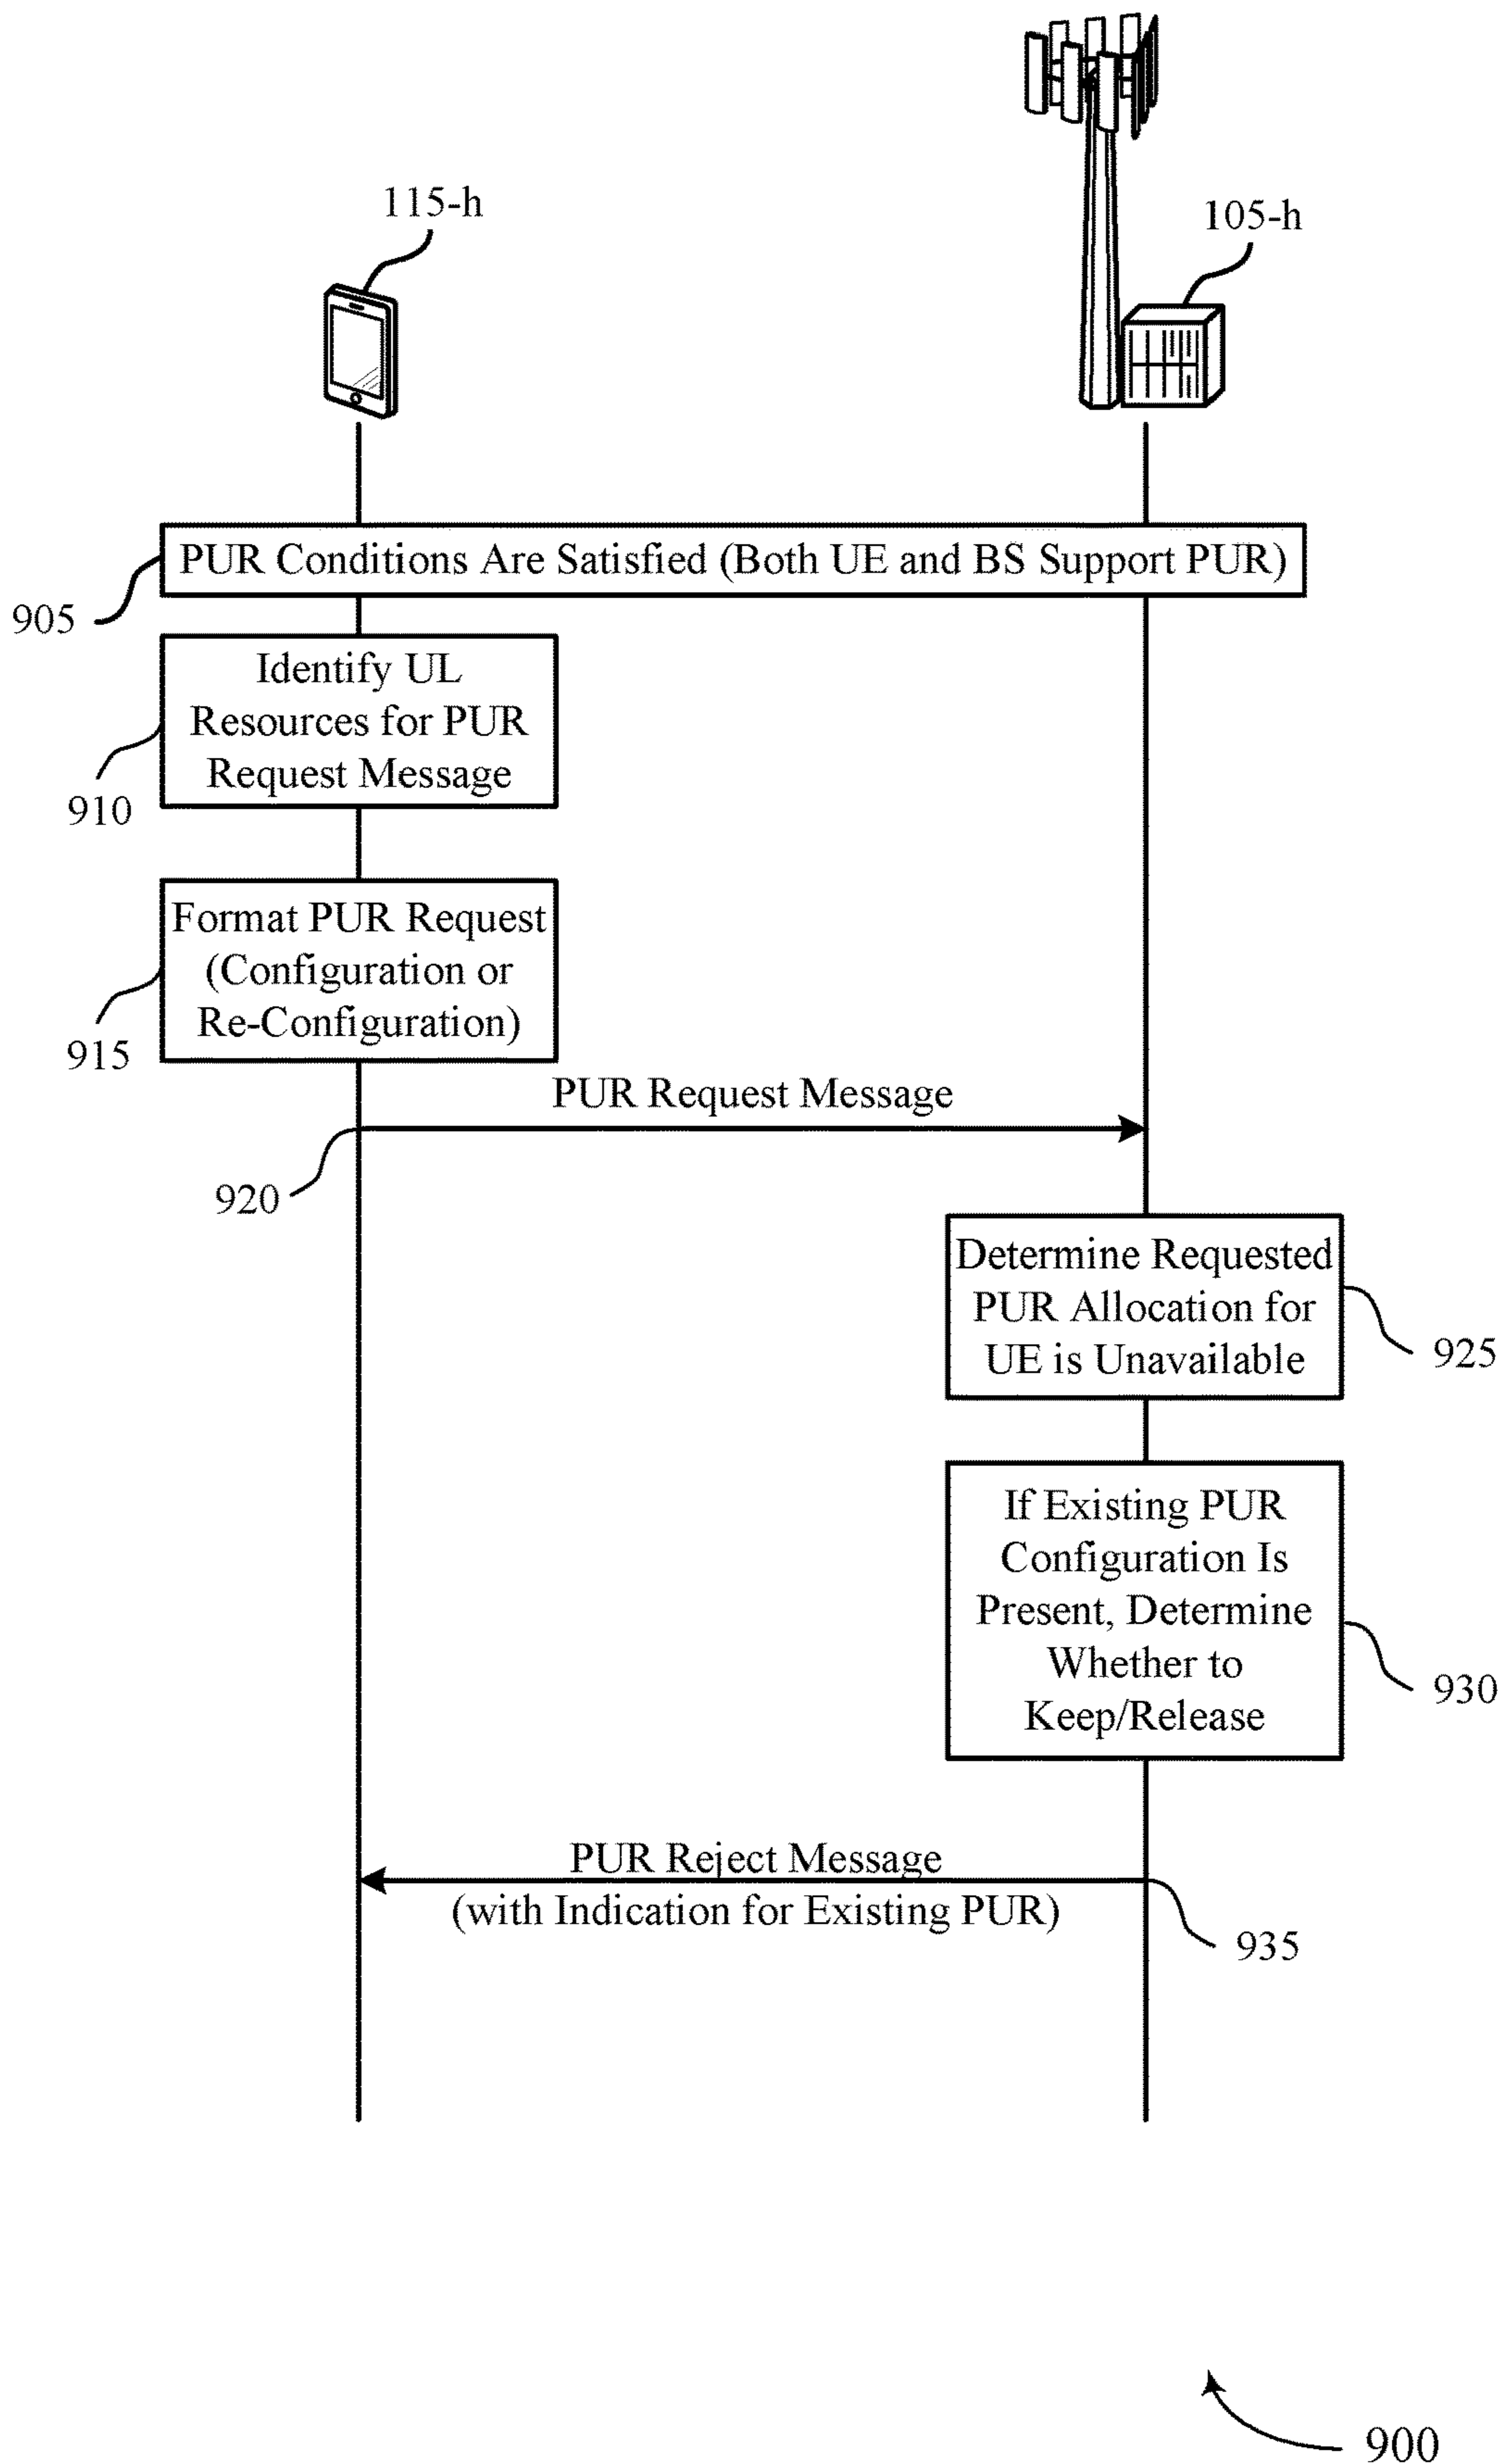 115-h
105-h
PUR Conditions Are Satisfied (Both UE and BS Support PUR)
905
Identify UL
Resources for PUR
Request Message
910
Format PUR Request
(Configuration or
Re-Configuration)
915
PUR Request Message
920
Determine Requested
PUR Allocation for
UE is Unavailable
925
If Existing PUR
Configuration Is
Present, Determine
Whether to
Keep/Release
930
PUR Reject Message
(with Indication for Existing PUR)
935
900